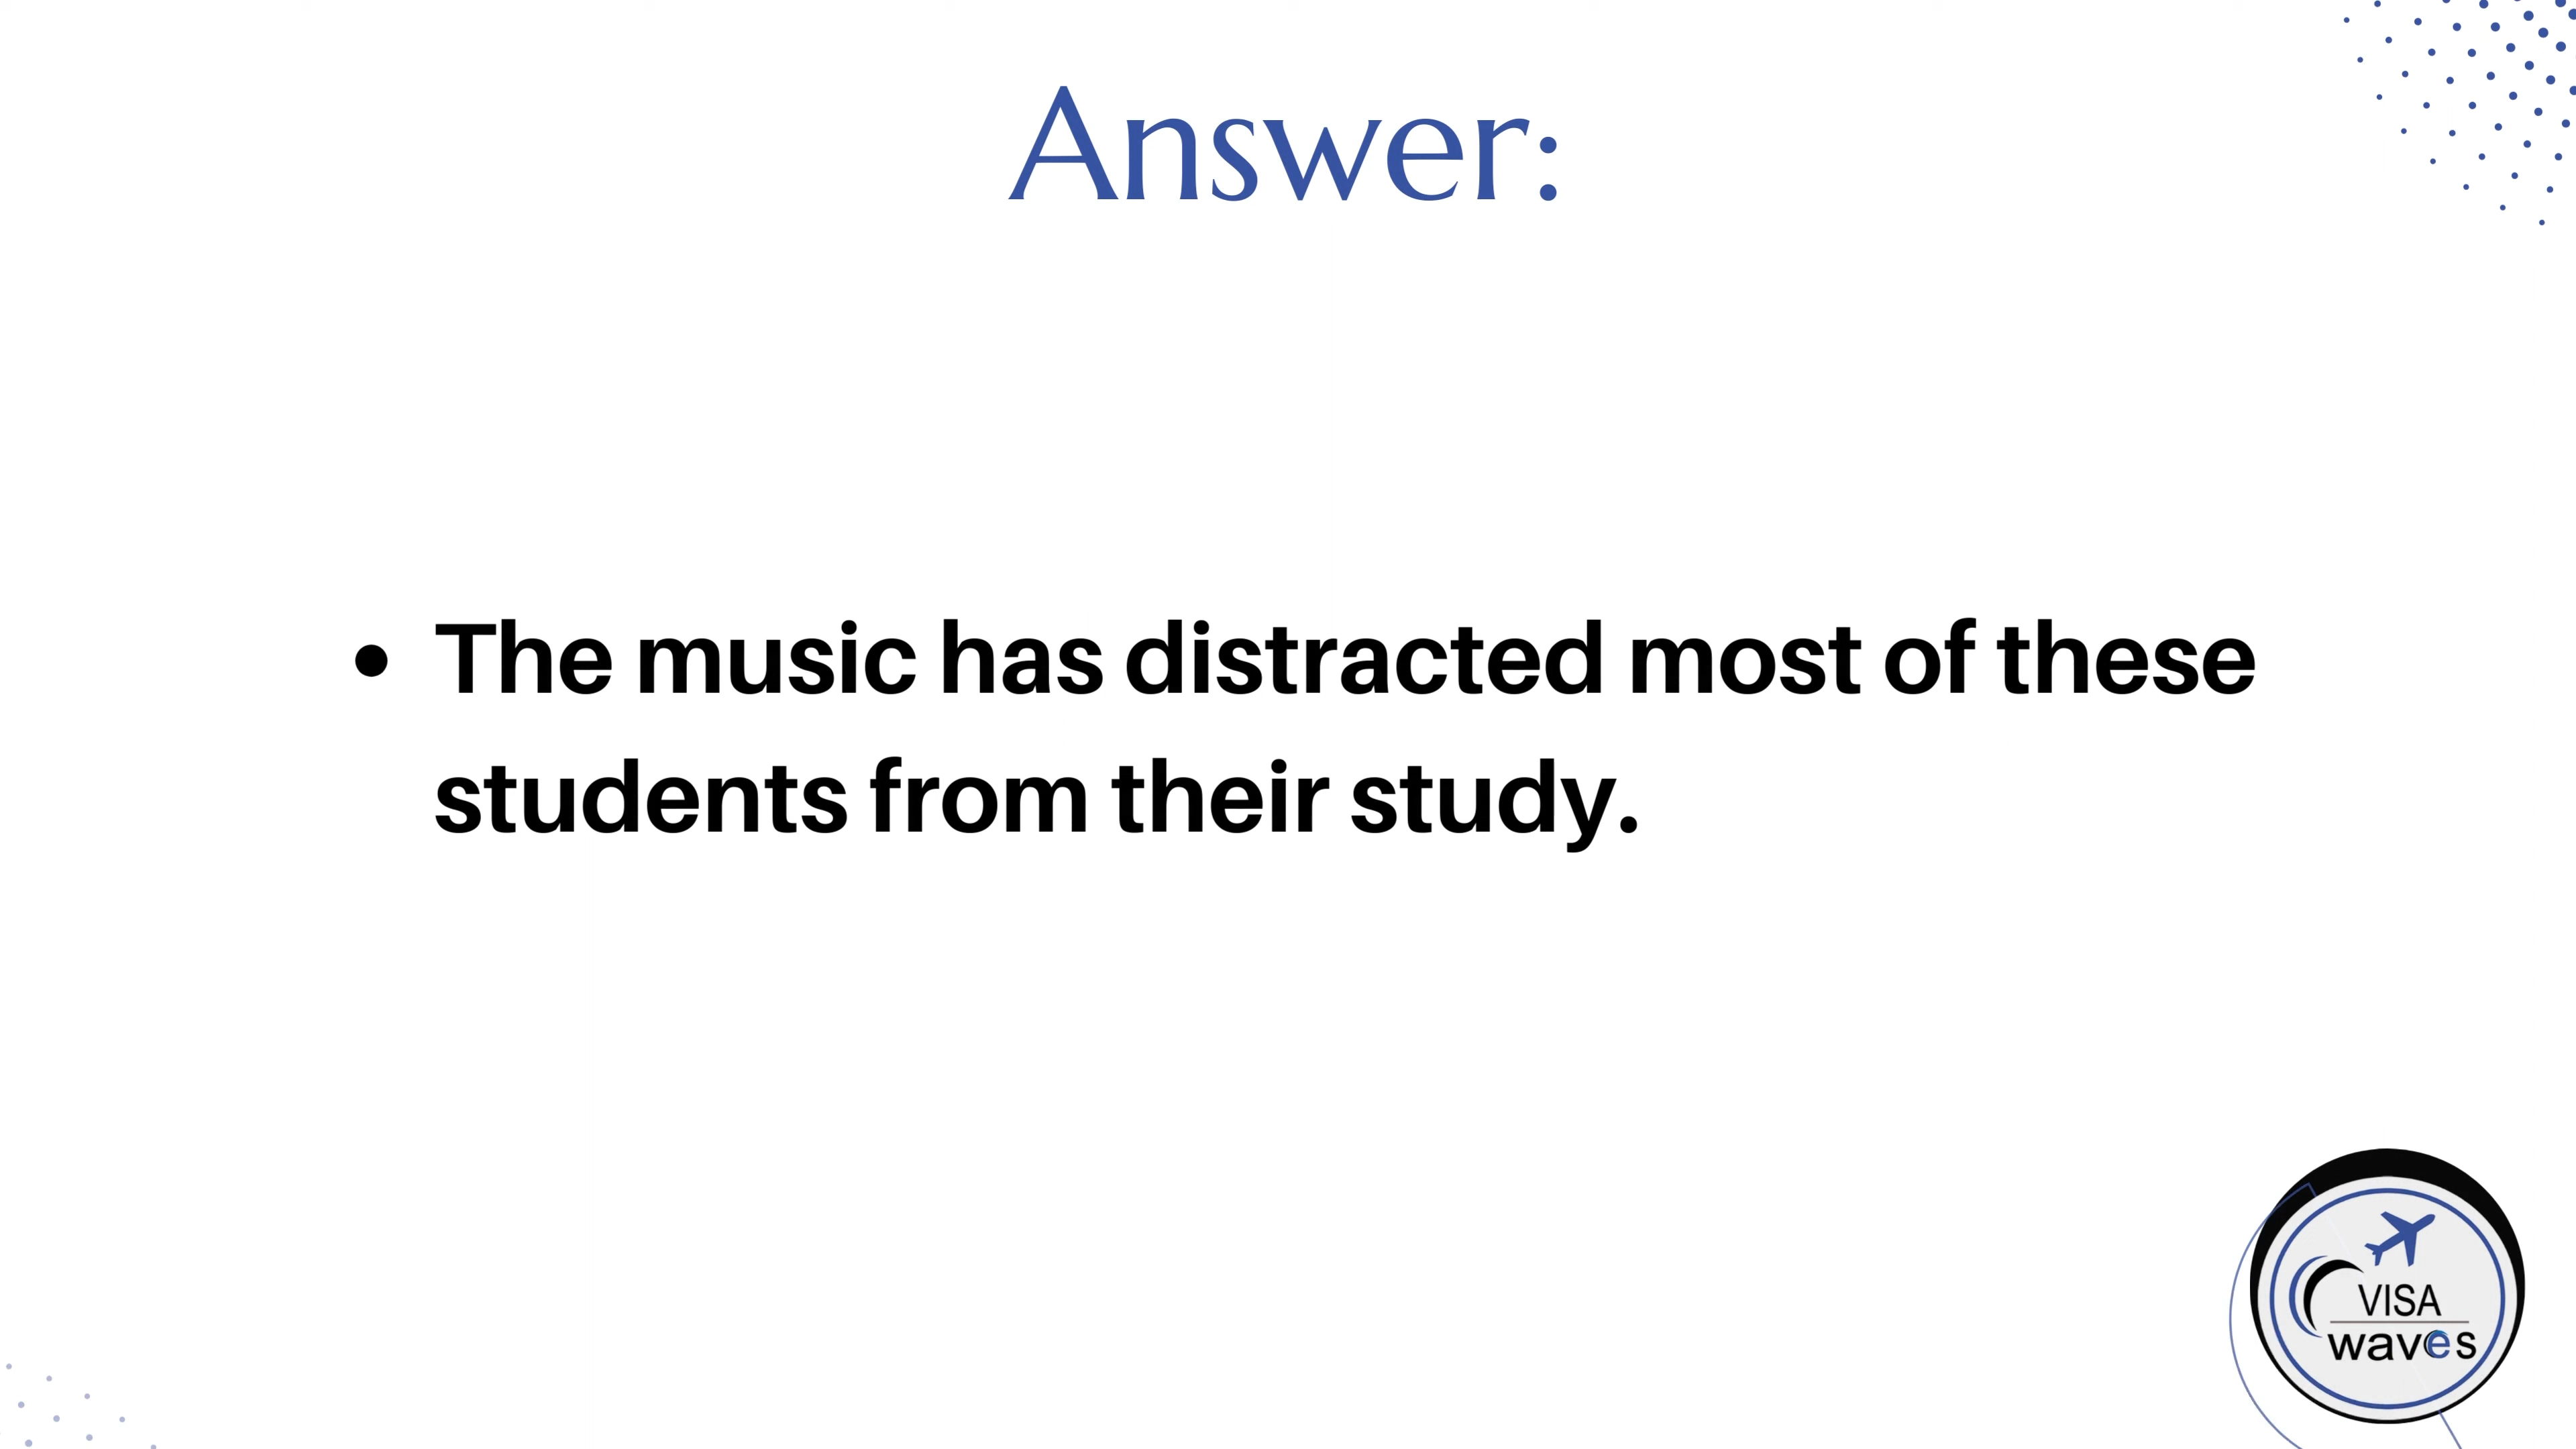 Answer:
• The music has distracted most of these
students from their study.
VISA
waves